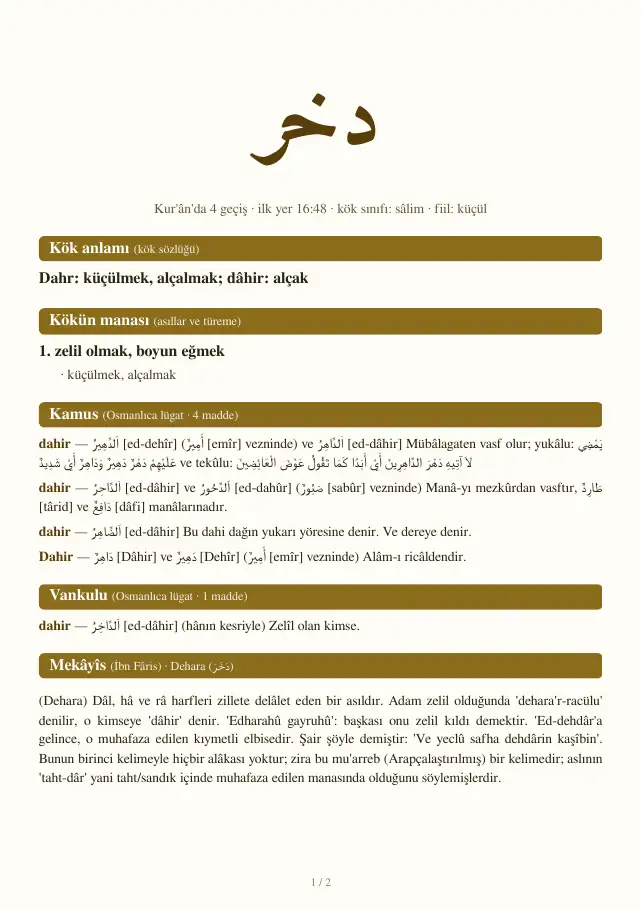 دخر
Kur'ân'da 4 geçiş · ilk yer 16:48 · kök sınıfı: sâlim · fiil: küçül
Kök anlamı (kök sözlüğü)
Dahr: küçülmek, alçalmak; dâhir: alçak
Kökün manası (asıllar ve türeme)
1. zelil olmak, boyun eğmek
· küçülmek, alçalmak
Kamus (Osmanlıca lügat · 4 madde)
dahir — اَلدَّهِيرُ [ed-dehîr] (أَمِيرٌ [emîr] vezninde) ve اَلدَّاهِرُ [ed-dâhir] Mübâlagaten vasf olur; yukâlu: يَمْضِي
عَلَيْهِمْ دَهْرٌ دَهِيرٌ وَدَاهِرٌ أَيْ شَدِيدٌ ve tekûlu: لاَ آتِيهِ دَهْرَ الدَّاهِرِينَ أَيْ أَبَدًا كَمَا تَقُولُ عَوْضَ الْعَائِضِينَ
dahir — اَلدَّاحِرُ [ed-dâhir] ve اَلدَّحُورُ [ed-dahûr] (صَبُورٌ [sabûr] vezninde) Manâ-yı mezkûrdan vasftır, طَارِدٌ
[târid] ve دَافِعٌ [dâfi] manâlarınadır.
dahir — اَلضَّاهِرُ [ed-dâhir] Bu dahi dağın yukarı yöresine denir. Ve dereye denir.
Dahir — دَاهِرٌ [Dâhir] ve دَهِيرٌ [Dehîr] (أَمِيرٌ [emîr] vezninde) Alâm-ı ricâldendir.
Vankulu (Osmanlıca lügat · 1 madde)
dahir — اَلدَّاخِرُ [ed-dâhir] (hânın kesriyle) Zelîl olan kimse.
Mekâyîs (İbn Fâris) · Dehara (دَخَرَ)
(Dehara) Dâl, hâ ve râ harfleri zillete delâlet eden bir asıldır. Adam zelil olduğunda 'dehara'r-racülu'
denilir, o kimseye 'dâhir' denir. 'Edharahû gayruhû': başkası onu zelil kıldı demektir. 'Ed-dehdâr'a
gelince, o muhafaza edilen kıymetli elbisedir. Şair şöyle demiştir: 'Ve yeclû safha dehdârin kaşîbin'.
Bunun birinci kelimeyle hiçbir alâkası yoktur; zira bu mu'arreb (Arapçalaştırılmış) bir kelimedir; aslının
'taht-dâr' yani taht/sandık içinde muhafaza edilen manasında olduğunu söylemişlerdir.
1 / 2